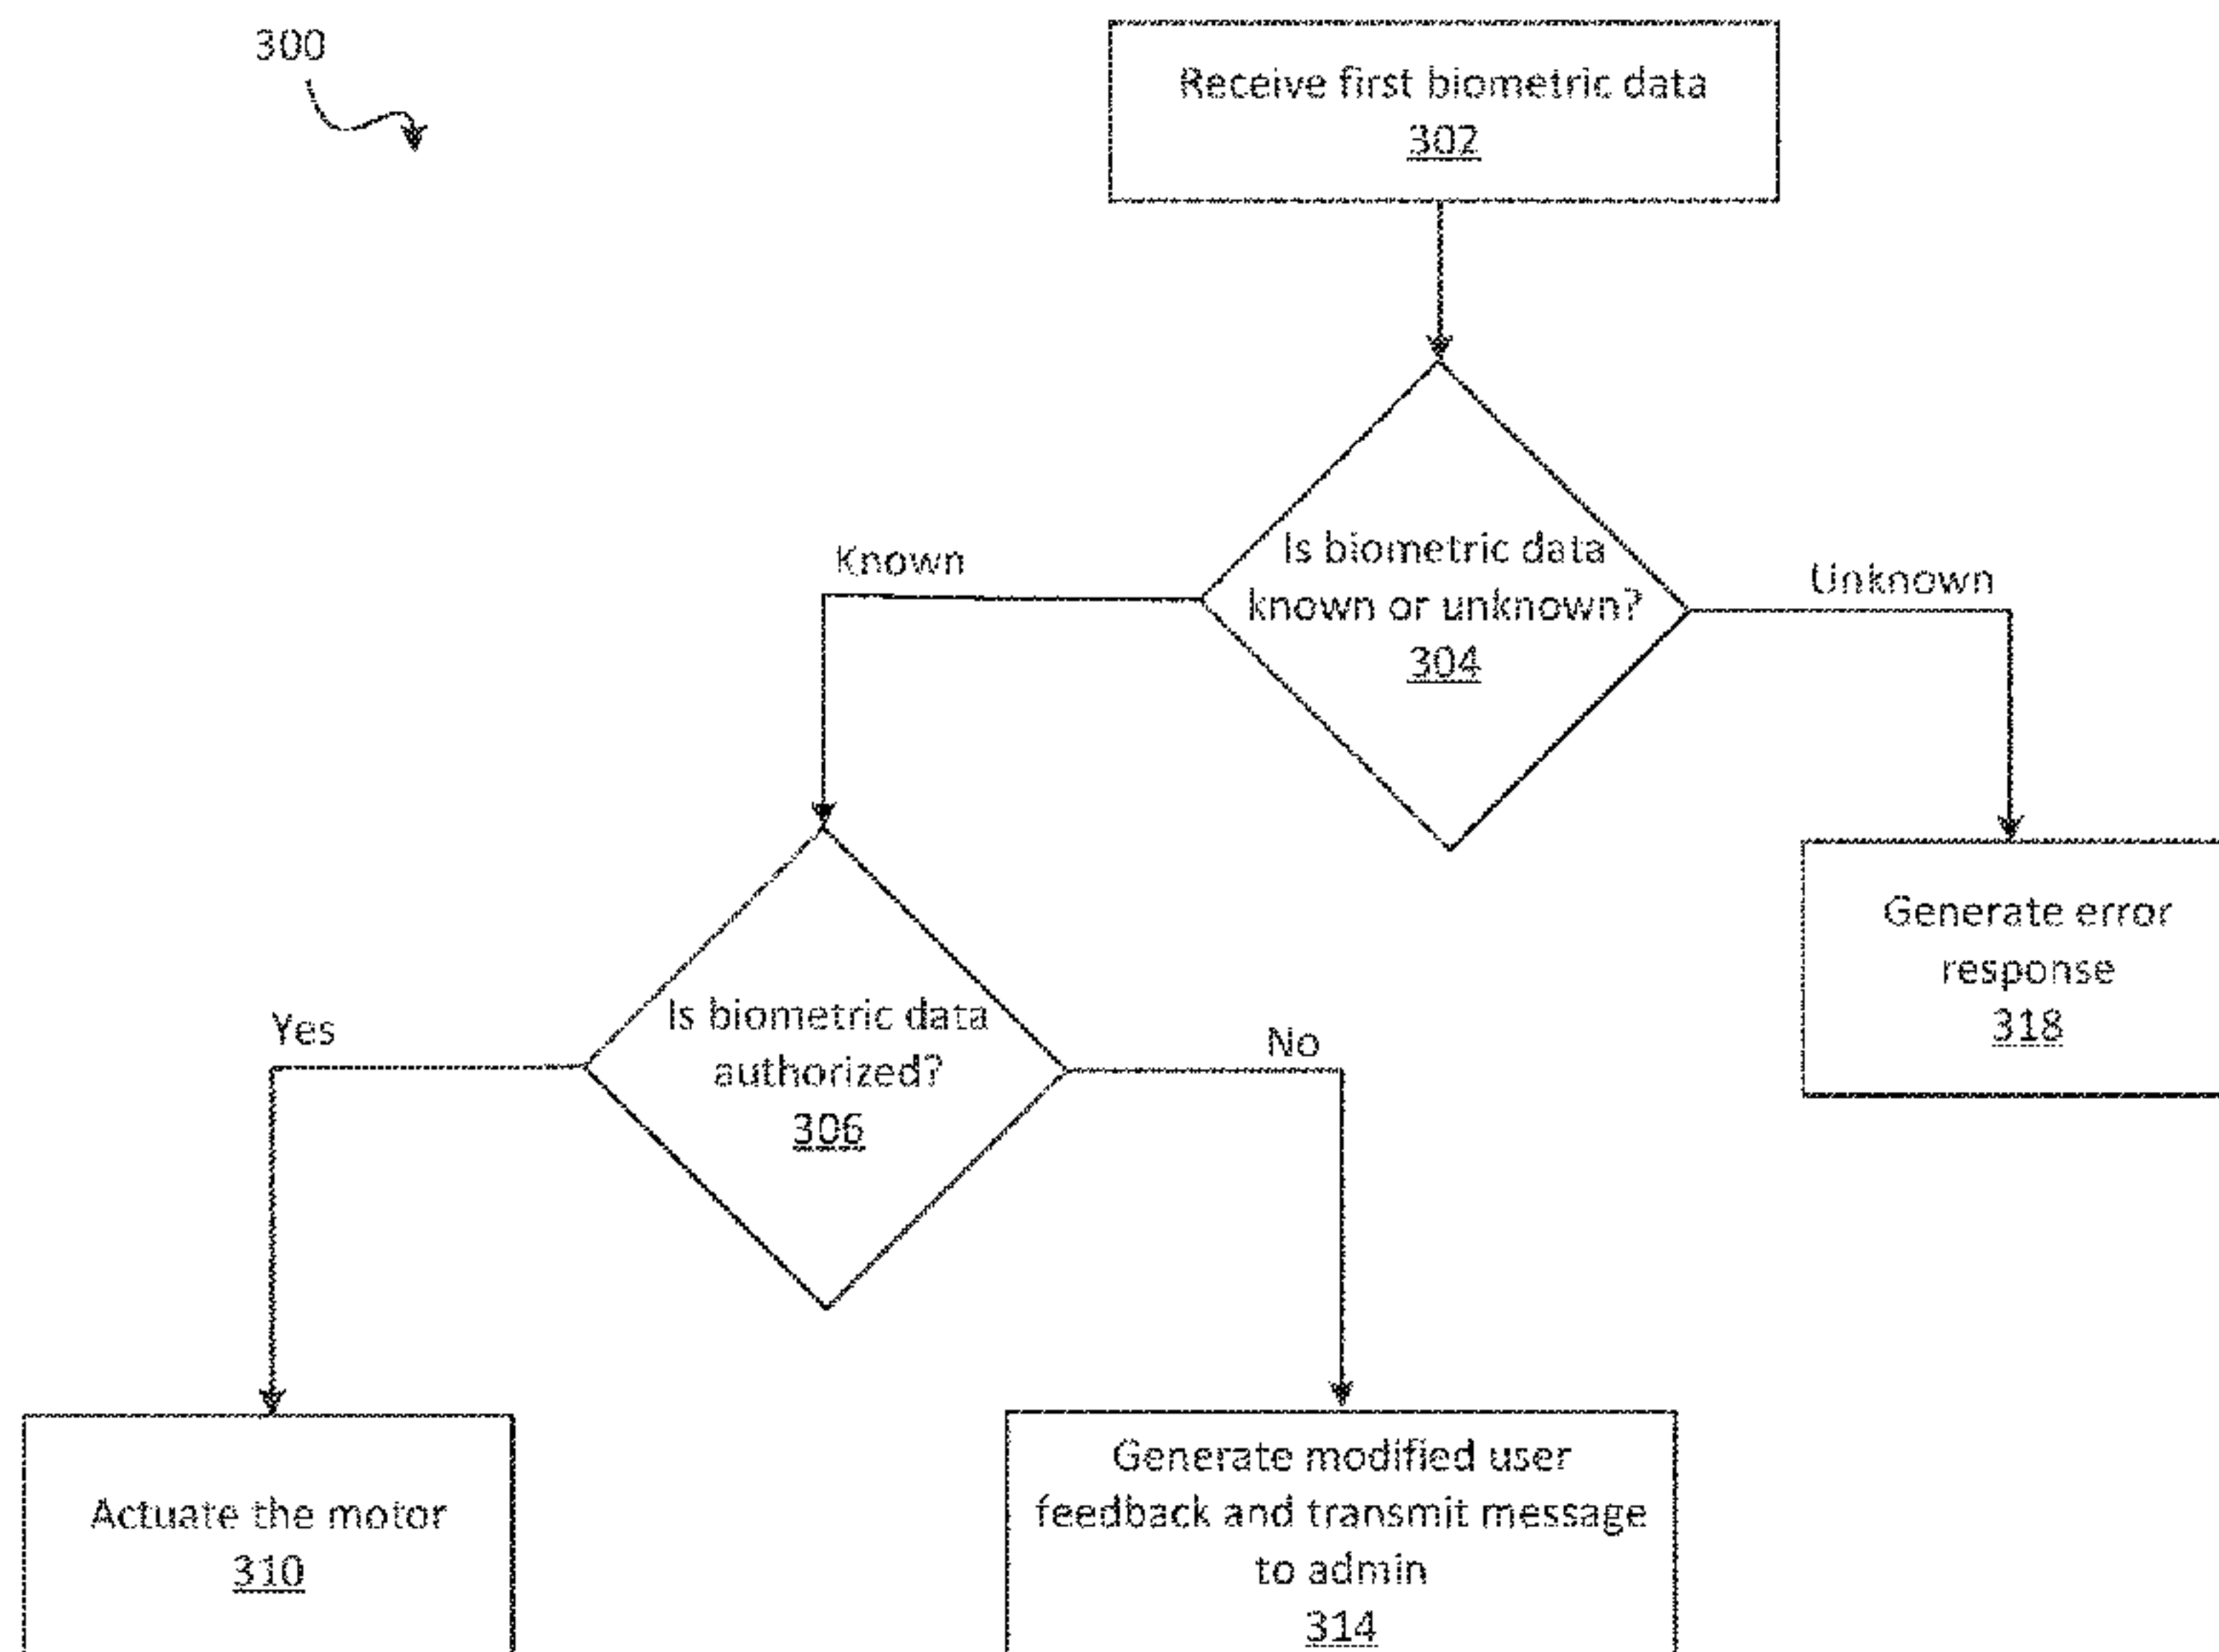 300
Receive first biometric data
302
Is biometric data
known or unknown?
304
Known
Unknown
Generate error
response
318
Is biometric data
authorized?
306
Yes
No
Actuate the motor
310
Generate modified user
feedback and transmit message
to admin
314